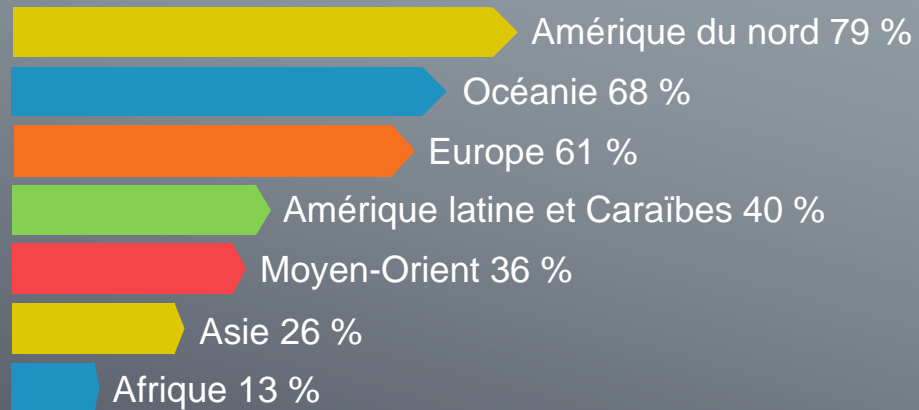 Amérique du nord 79 %
Océanie 68 %
Europe 61 %
Amérique latine et Caraïbes 40 %
Moyen-Orient 36 %
Asie 26 %
Afrique 13 %